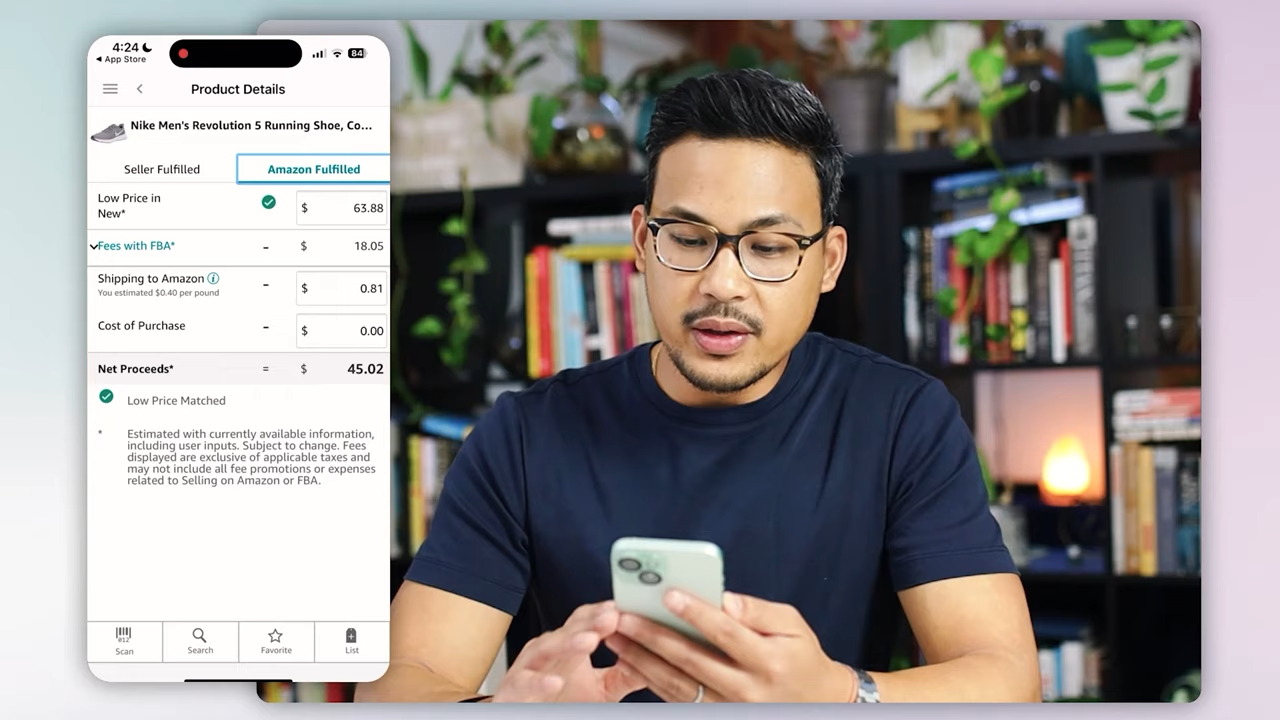 4:24
84
◂ App Store
Product Details
Nike Men's Revolution 5 Running Shoe, Co...
Seller Fulfilled
Amazon Fulfilled
Low Price in
New*
$ 63.88
Fees with FBA*
- $ 18.05
Shipping to Amazon
You estimated $0.40 per pound
- $ 0.81
Cost of Purchase
- $ 0.00
Net Proceeds* = $ 45.02
Low Price Matched
* Estimated with currently available information,
including user inputs. Subject to change. Fees
displayed are exclusive of applicable taxes and
may not include all fee promotions or expenses
related to Selling on Amazon or FBA.
Scan
Search
Favorite
List